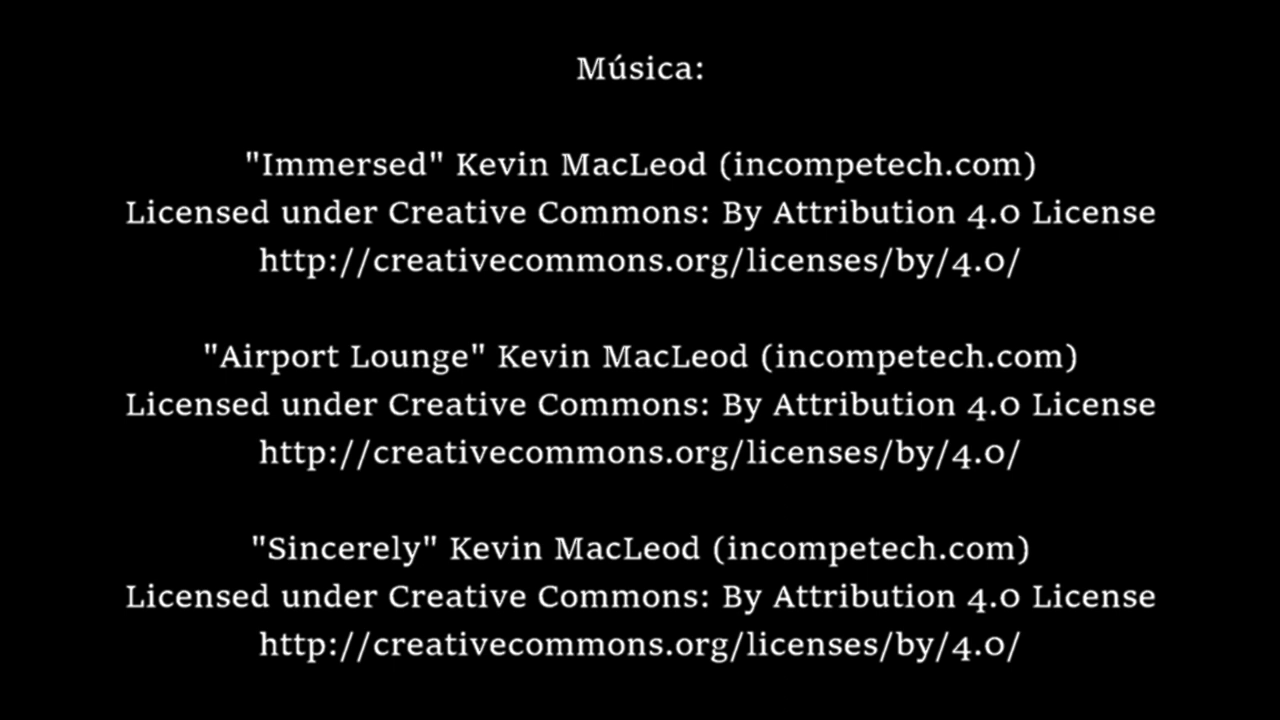 Música:
"Immersed" Kevin MacLeod (incompetech.com)
Licensed under Creative Commons: By Attribution 4.0 License
http://creativecommons.org/licenses/by/4.0/
"Airport Lounge" Kevin MacLeod (incompetech.com)
Licensed under Creative Commons: By Attribution 4.0 License
http://creativecommons.org/licenses/by/4.0/
"Sincerely" Kevin MacLeod (incompetech.com)
Licensed under Creative Commons: By Attribution 4.0 License
http://creativecommons.org/licenses/by/4.0/